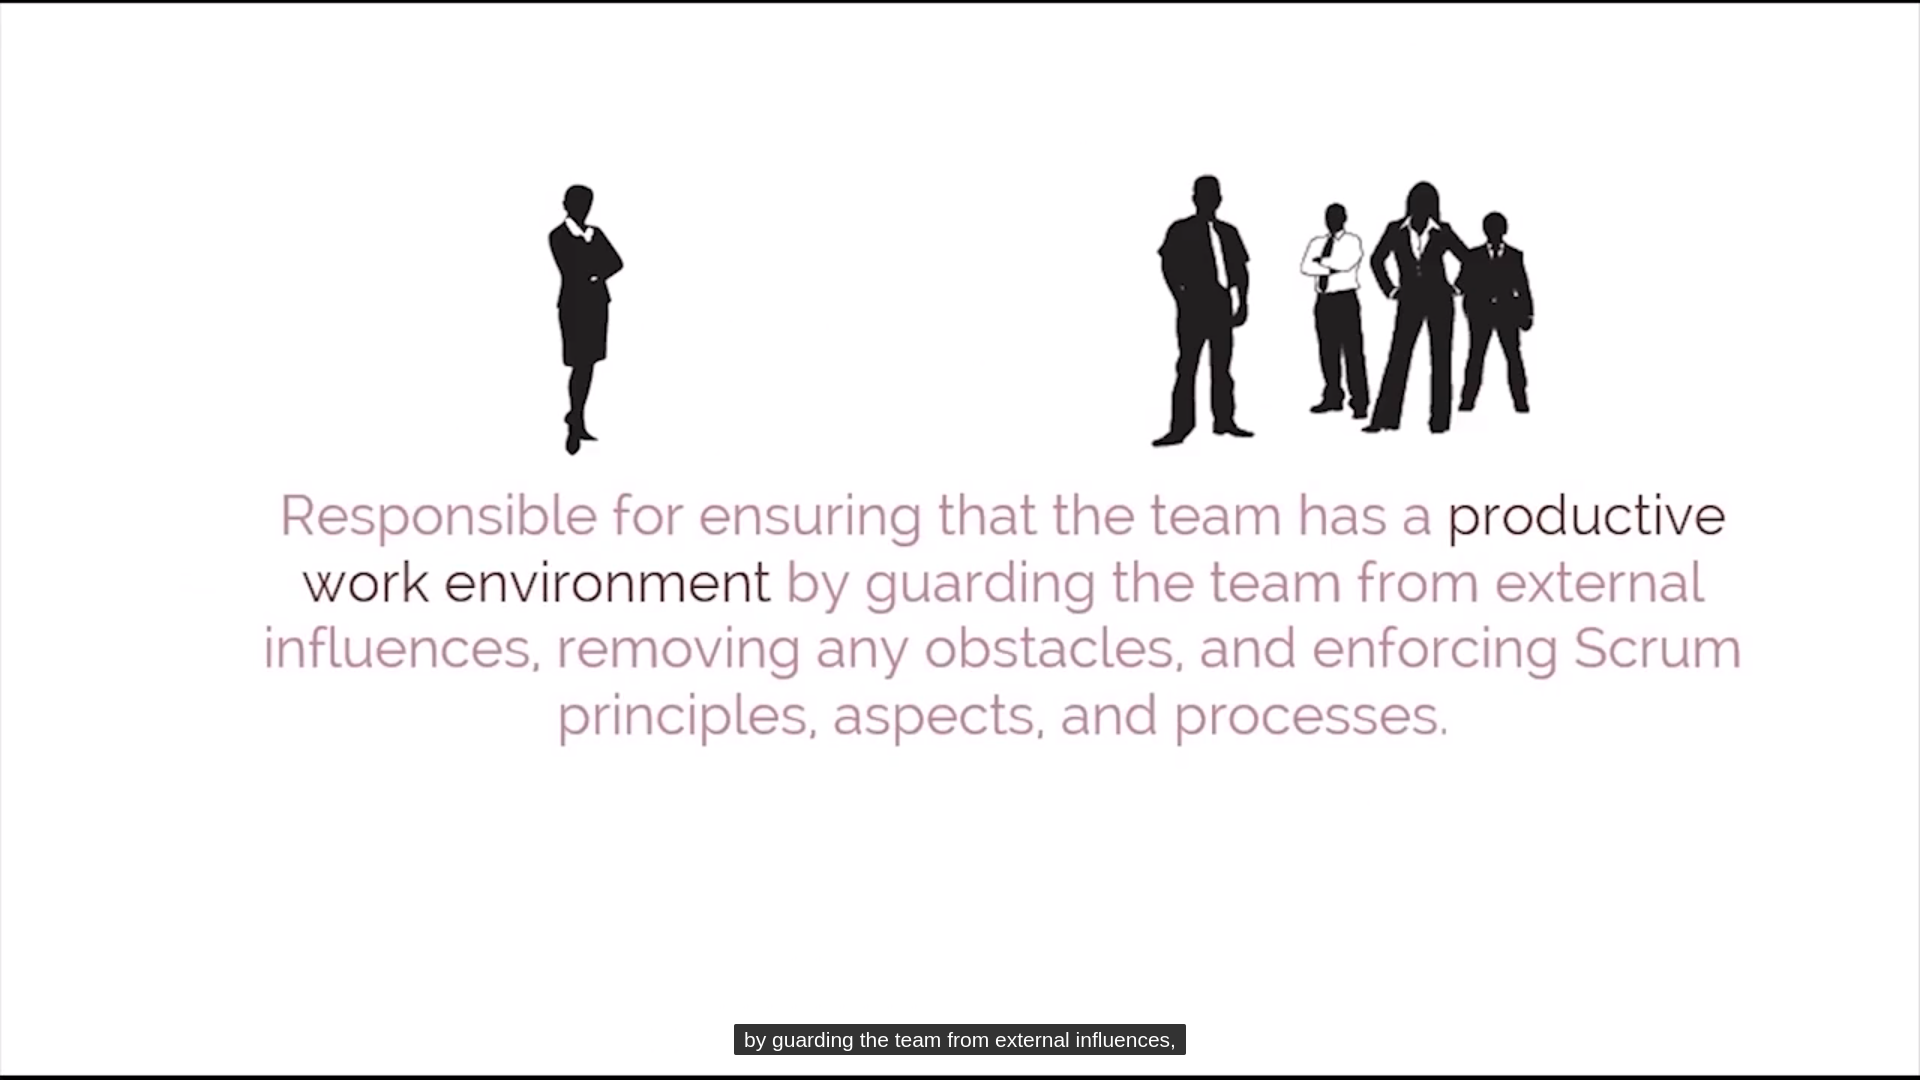 Responsible for ensuring that the team has a productive
work environment by guarding the team from external
influences, removing any obstacles, and enforcing Scrum
principles, aspects, and processes.
by guarding the team from external influences,